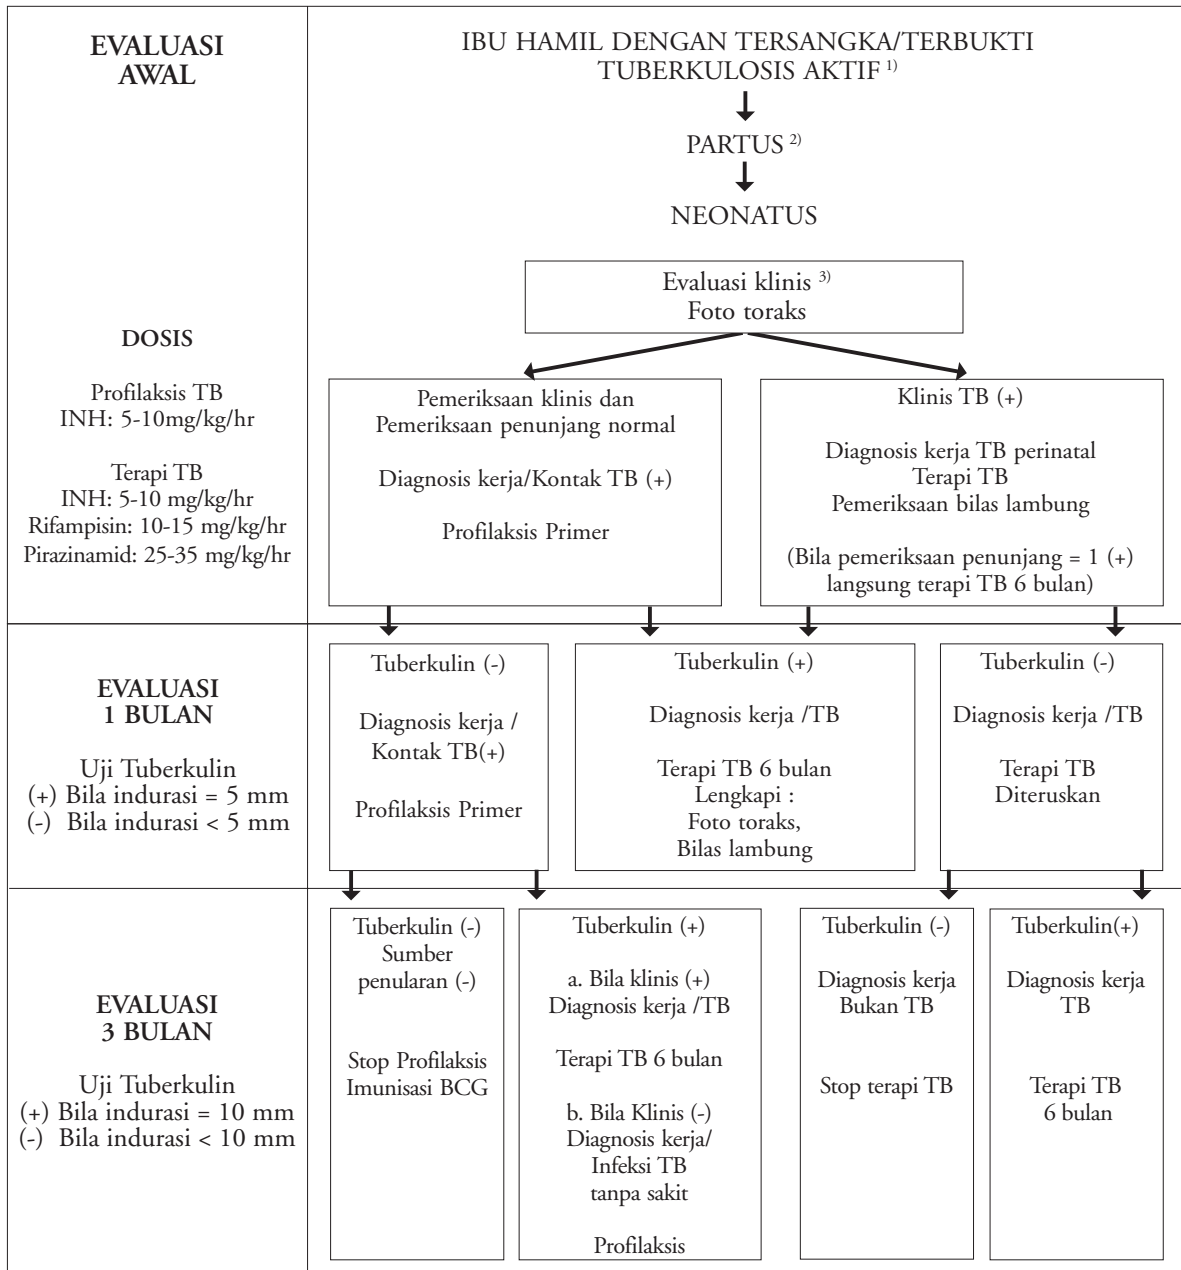 EVALUASI
AWAL
IBU HAMIL DENGAN TERSANGKA/TERBUKTI
TUBERKULOSIS AKTIF 1)
PARTUS 2)
NEONATUS
Evaluasi klinis 3)
Foto toraks
DOSIS
Profilaksis TB
INH: 5-10mg/kg/hr
Terapi TB
INH: 5-10 mg/kg/hr
Rifampisin: 10-15 mg/kg/hr
Pirazinamid: 25-35 mg/kg/hr
Pemeriksaan klinis dan
Pemeriksaan penunjang normal
Diagnosis kerja/Kontak TB (+)
Profilaksis Primer
Klinis TB (+)
Diagnosis kerja TB perinatal
Terapi TB
Pemeriksaan bilas lambung
(Bila pemeriksaan penunjang = 1 (+)
langsung terapi TB 6 bulan)
EVALUASI
1 BULAN
Uji Tuberkulin
(+) Bila indurasi = 5 mm
(-) Bila indurasi < 5 mm
Tuberkulin (-)
Diagnosis kerja /
Kontak TB(+)
Profilaksis Primer
Tuberkulin (+)
Diagnosis kerja /TB
Terapi TB 6 bulan
Lengkapi :
Foto toraks,
Bilas lambung
Tuberkulin (-)
Diagnosis kerja /TB
Terapi TB
Diteruskan
EVALUASI
3 BULAN
Uji Tuberkulin
(+) Bila indurasi = 10 mm
(-) Bila indurasi < 10 mm
Tuberkulin (-)
Sumber
penularan (-)
Stop Profilaksis
Imunisasi BCG
Tuberkulin (+)
a. Bila klinis (+)
Diagnosis kerja /TB
Terapi TB 6 bulan
b. Bila Klinis (-)
Diagnosis kerja/
Infeksi TB
tanpa sakit
Profilaksis
Tuberkulin (-)
Diagnosis kerja
Bukan TB
Stop terapi TB
Tuberkulin(+)
Diagnosis kerja
TB
Terapi TB
6 bulan